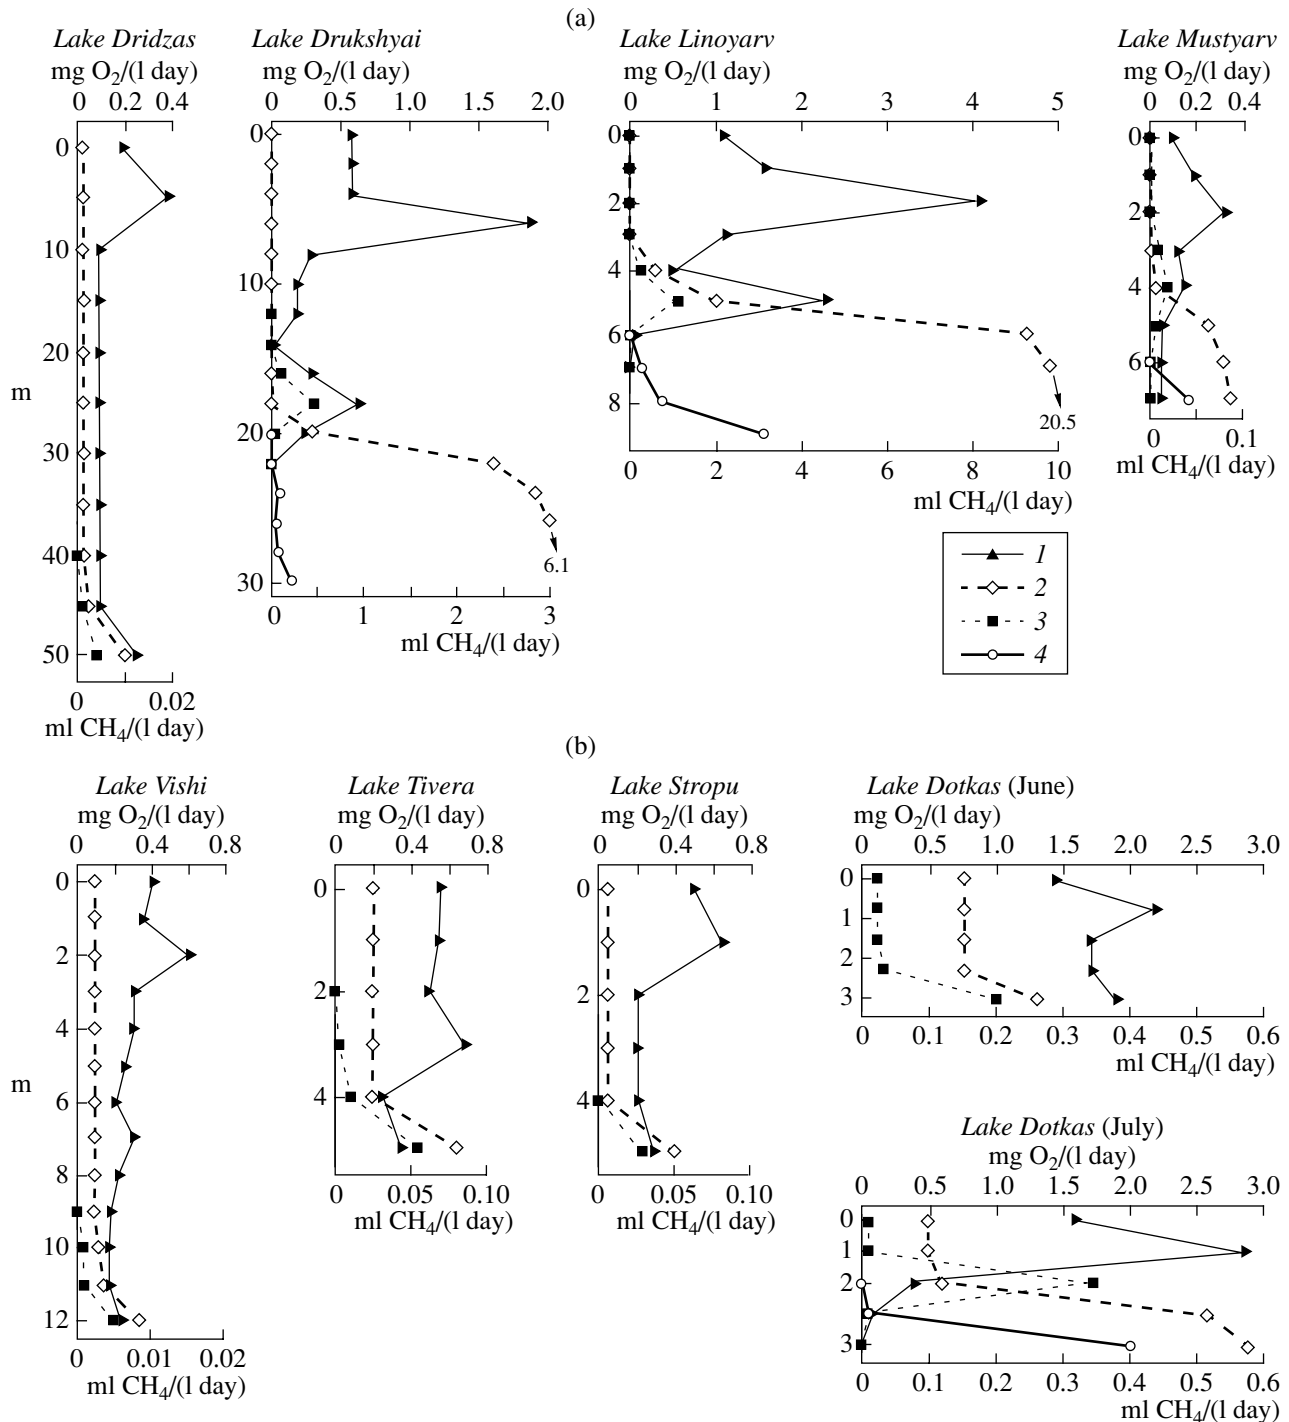 (a)
Lake Dridzas
mg O2/(l day)
0 0.2 0.4
0
10
20
30
40
50
m
0 0.02
ml CH4/(l day)
Lake Drukshyai
mg O2/(l day)
0 0.5 1.0 1.5 2.0
0
10
20
30
6.1
0 1 2 3
ml CH4/(l day)
Lake Linoyarv
mg O2/(l day)
0 1 2 3 4 5
0
2
4
6
8
20.5
0 2 4 6 8 10
ml CH4/(l day)
Lake Mustyarv
mg O2/(l day)
0 0.2 0.4
0
2
4
6
0 0.1
ml CH4/(l day)
1
2
3
4
(b)
Lake Vishi
mg O2/(l day)
0 0.4 0.8
0
2
4
6
8
10
12
m
0 0.01 0.02
ml CH4/(l day)
Lake Tivera
mg O2/(l day)
0 0.4 0.8
0
2
4
0 0.05 0.10
ml CH4/(l day)
Lake Stropu
mg O2/(l day)
0 0.4 0.8
0
2
4
0 0.05 0.10
ml CH4/(l day)
Lake Dotkas (June)
mg O2/(l day)
0 0.5 1.0 1.5 2.0 2.5 3.0
0
1
2
3
0 0.1 0.2 0.3 0.4 0.5 0.6
ml CH4/(l day)
Lake Dotkas (July)
mg O2/(l day)
0 0.5 1.0 1.5 2.0 2.5 3.0
0
1
2
3
0 0.1 0.2 0.3 0.4 0.5 0.6
ml CH4/(l day)